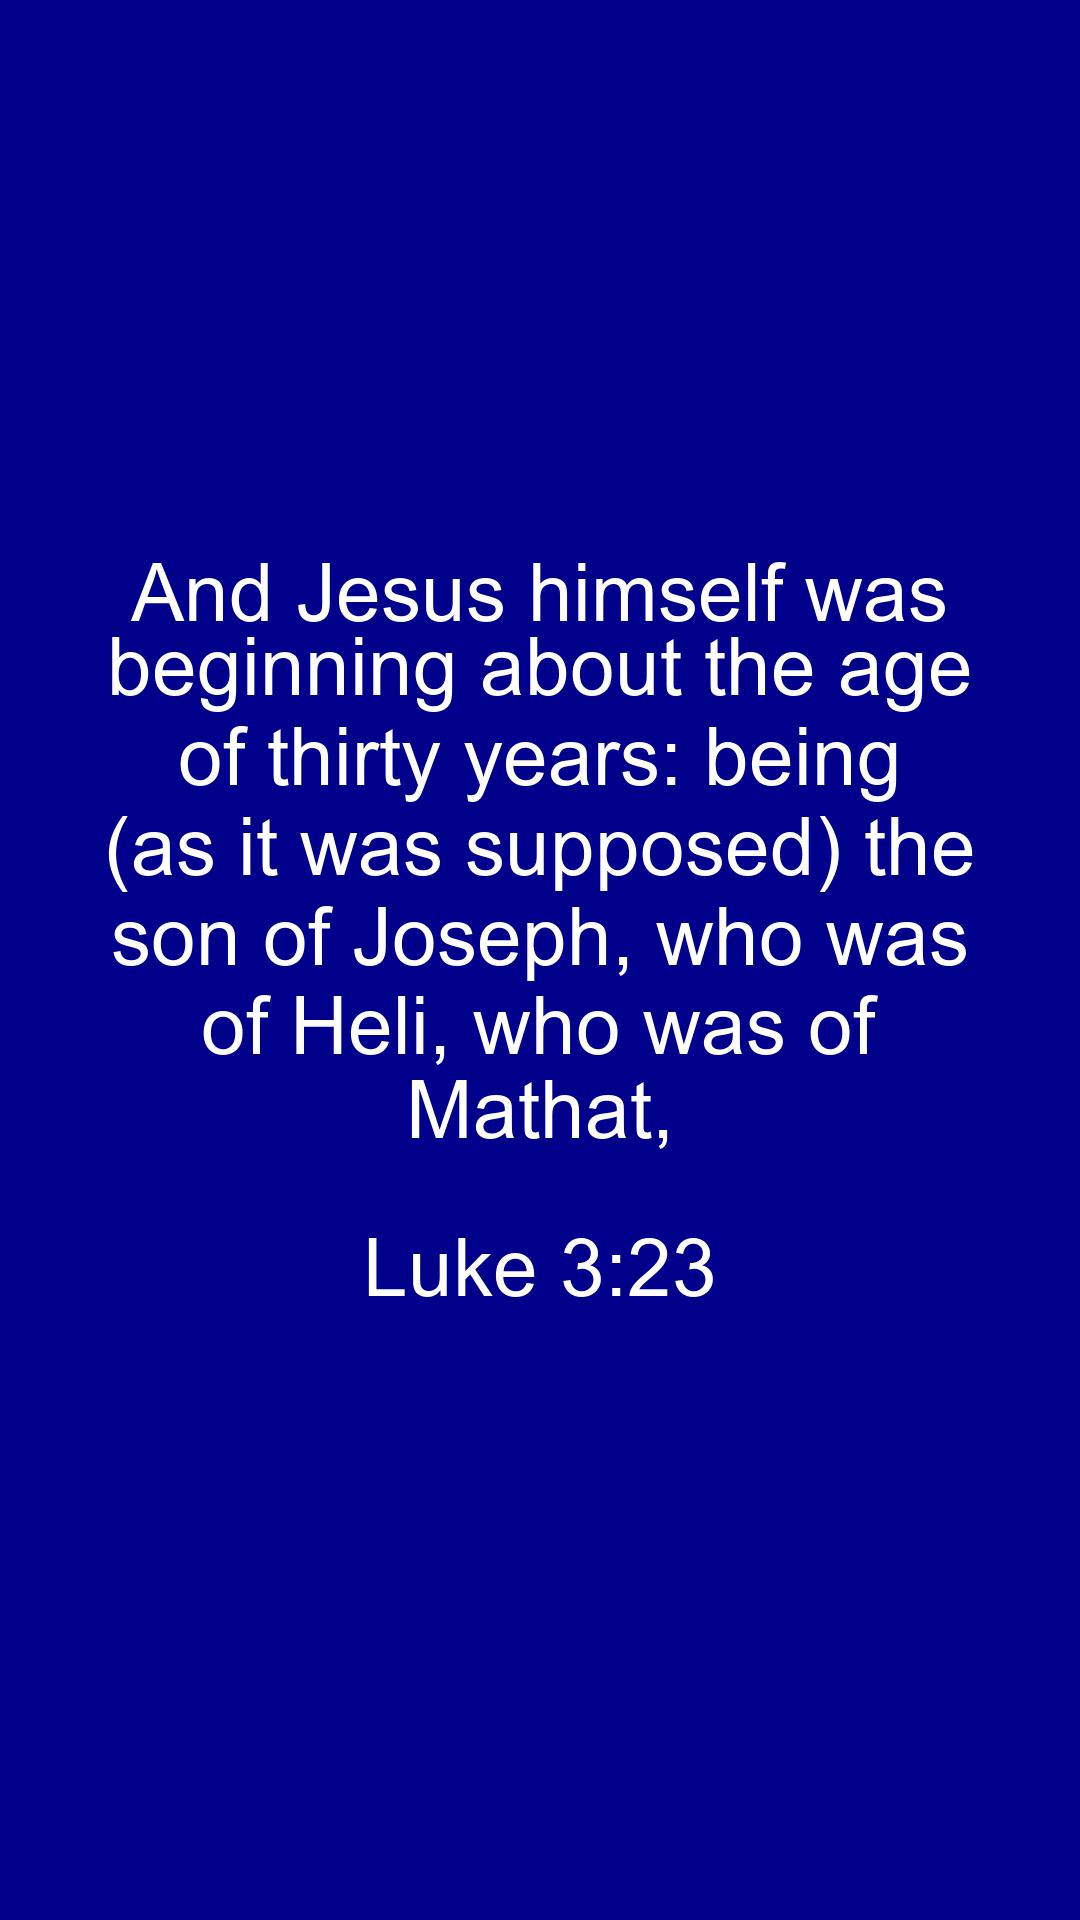 And Jesus himself was
beginning about the age
of thirty years: being
(as it was supposed) the
son of Joseph, who was
of Heli, who was of
Mathat,
Luke 3:23